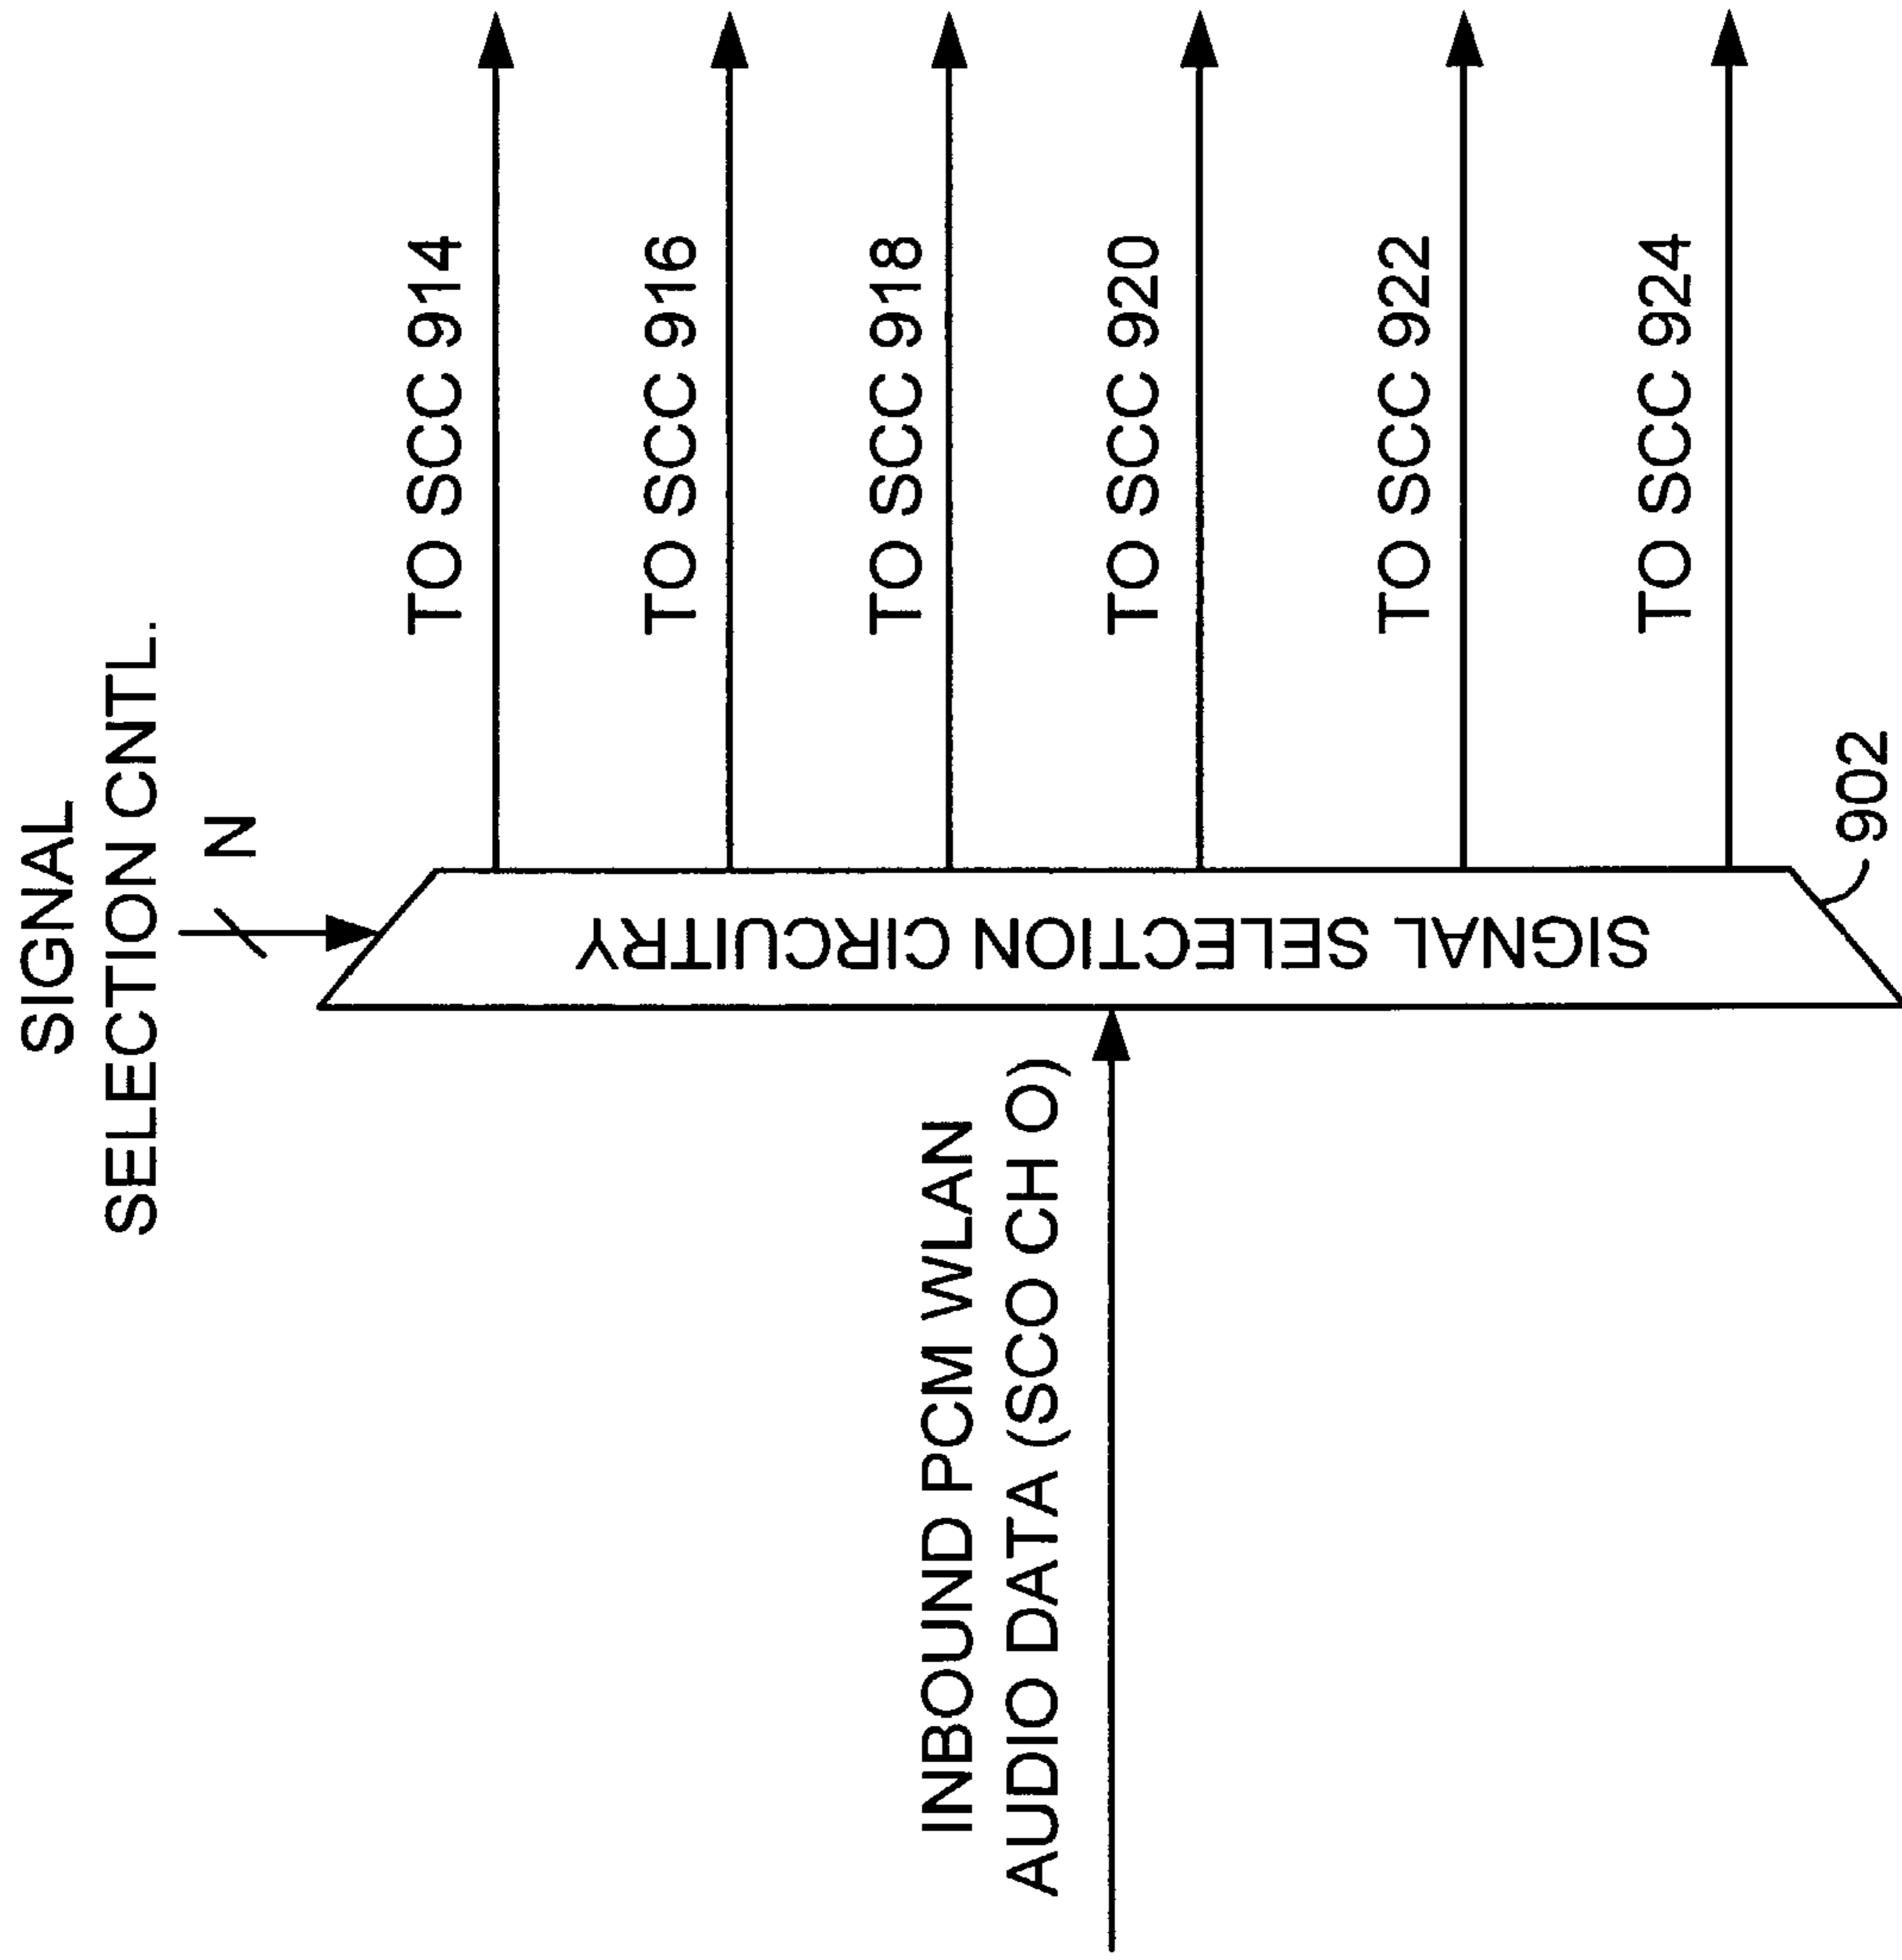 SIGNAL
SELECTION CNTL.
N
TO SCC 914
TO SCC 916
TO SCC 918
TO SCC 920
TO SCC 922
TO SCC 924
SIGNAL SELECTION CIRCUITRY
902
INBOUND PCM WLAN
AUDIO DATA (SCO CH O)